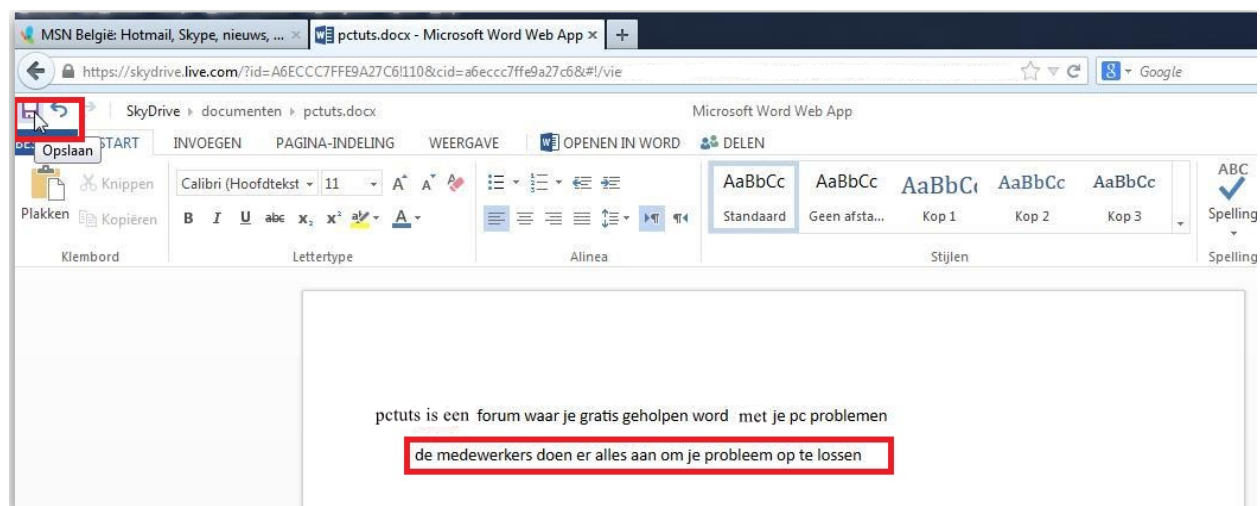 MSN België: Hotmail, Skype, nieuws, ... × pctuts.docx - Microsoft Word Web App × +
https://skydrive.live.com/?id=A6ECCC7FFE9A27C6!110&cid=a6eccc7ffe9a27c6&#!/vie Google
SkyDrive documenten pctuts.docx Microsoft Word Web App
START INVOEGEN PAGINA-INDELING WEERGAVE OPENEN IN WORD DELEN
Opslaan
Plakken Knippen Kopiëren
Calibri (Hoofdtekst 11 A A
B I U abc x₂ x² A
AaBbCc AaBbCc AaBbCc AaBbCc AaBbCc ABC
Standaard Geen afsta... Kop 1 Kop 2 Kop 3 Spelling
Klembord Lettertype Alinea Stijlen Spelling
pctuts is een forum waar je gratis geholpen word met je pc problemen
de medewerkers doen er alles aan om je probleem op te lossen